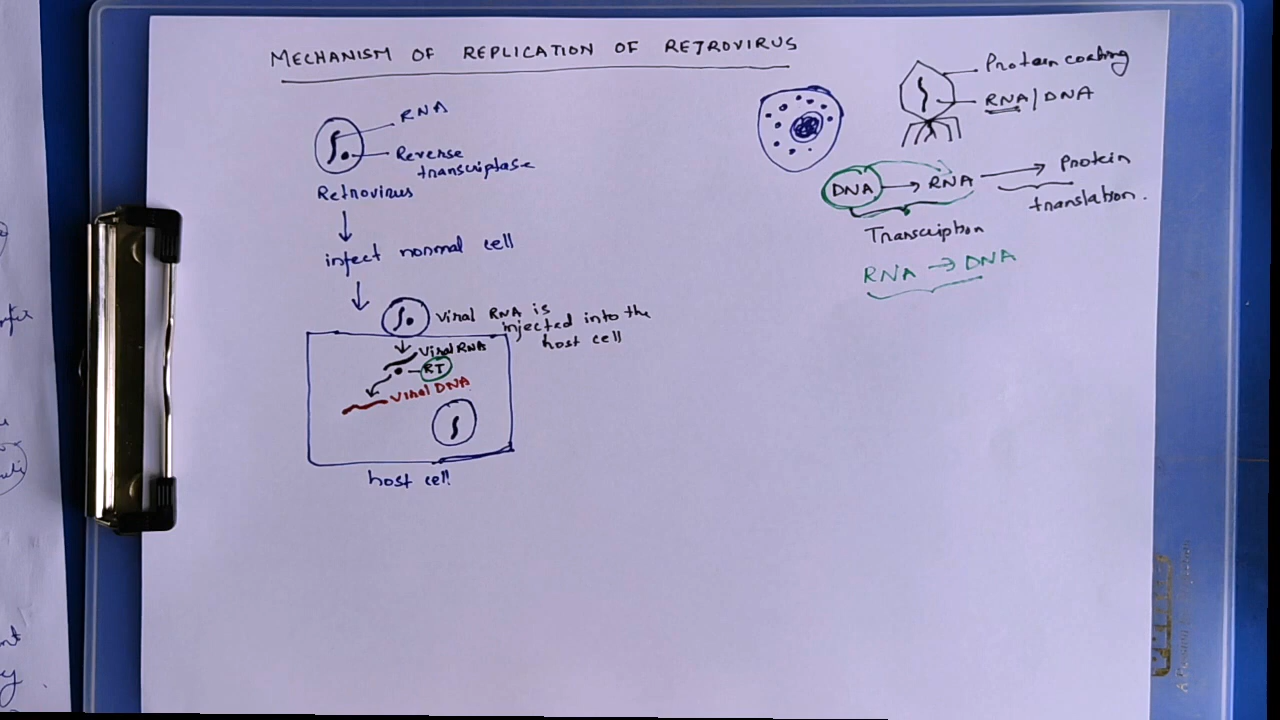 MECHANISM OF REPLICATION OF RETROVIRUS
RNA
Reverse
transcriptase
Retrovirus
infect normal cell
Viral RNA is
injected into the
host cell
Viral RNA
RT
Viral DNA
host cell
Protein coating
RNA/DNA
DNA → RNA → Protein
translation.
Transcription
RNA → DNA